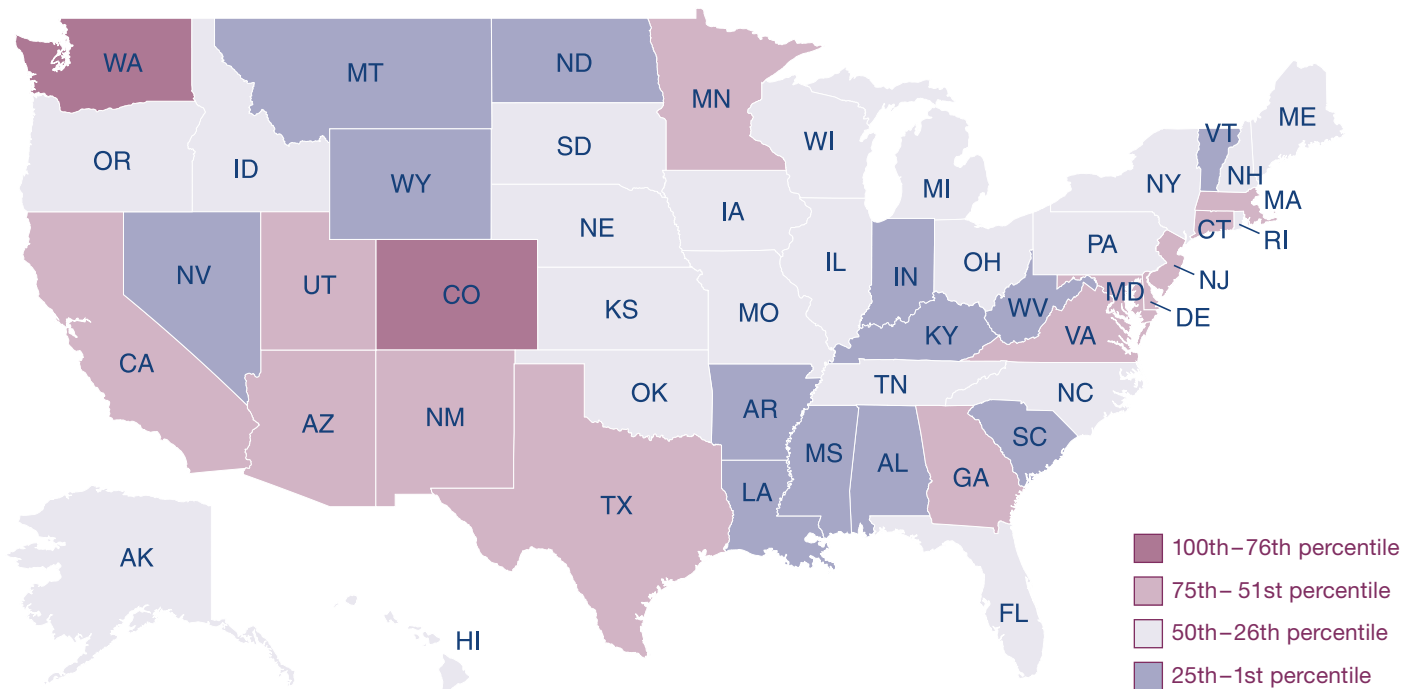 WA
MT
ND
MN
VT
ME
OR
ID
SD
WI
MI
NY
NH
WY
MA
NE
IA
CT
RI
PA
NV
UT
CO
IL
IN
OH
NJ
KS
MO
WV
MD
DE
KY
VA
CA
TN
NC
AZ
NM
OK
AR
SC
MS
AL
GA
LA
TX
AK
FL
HI
100th–76th percentile
75th–51st percentile
50th–26th percentile
25th–1st percentile